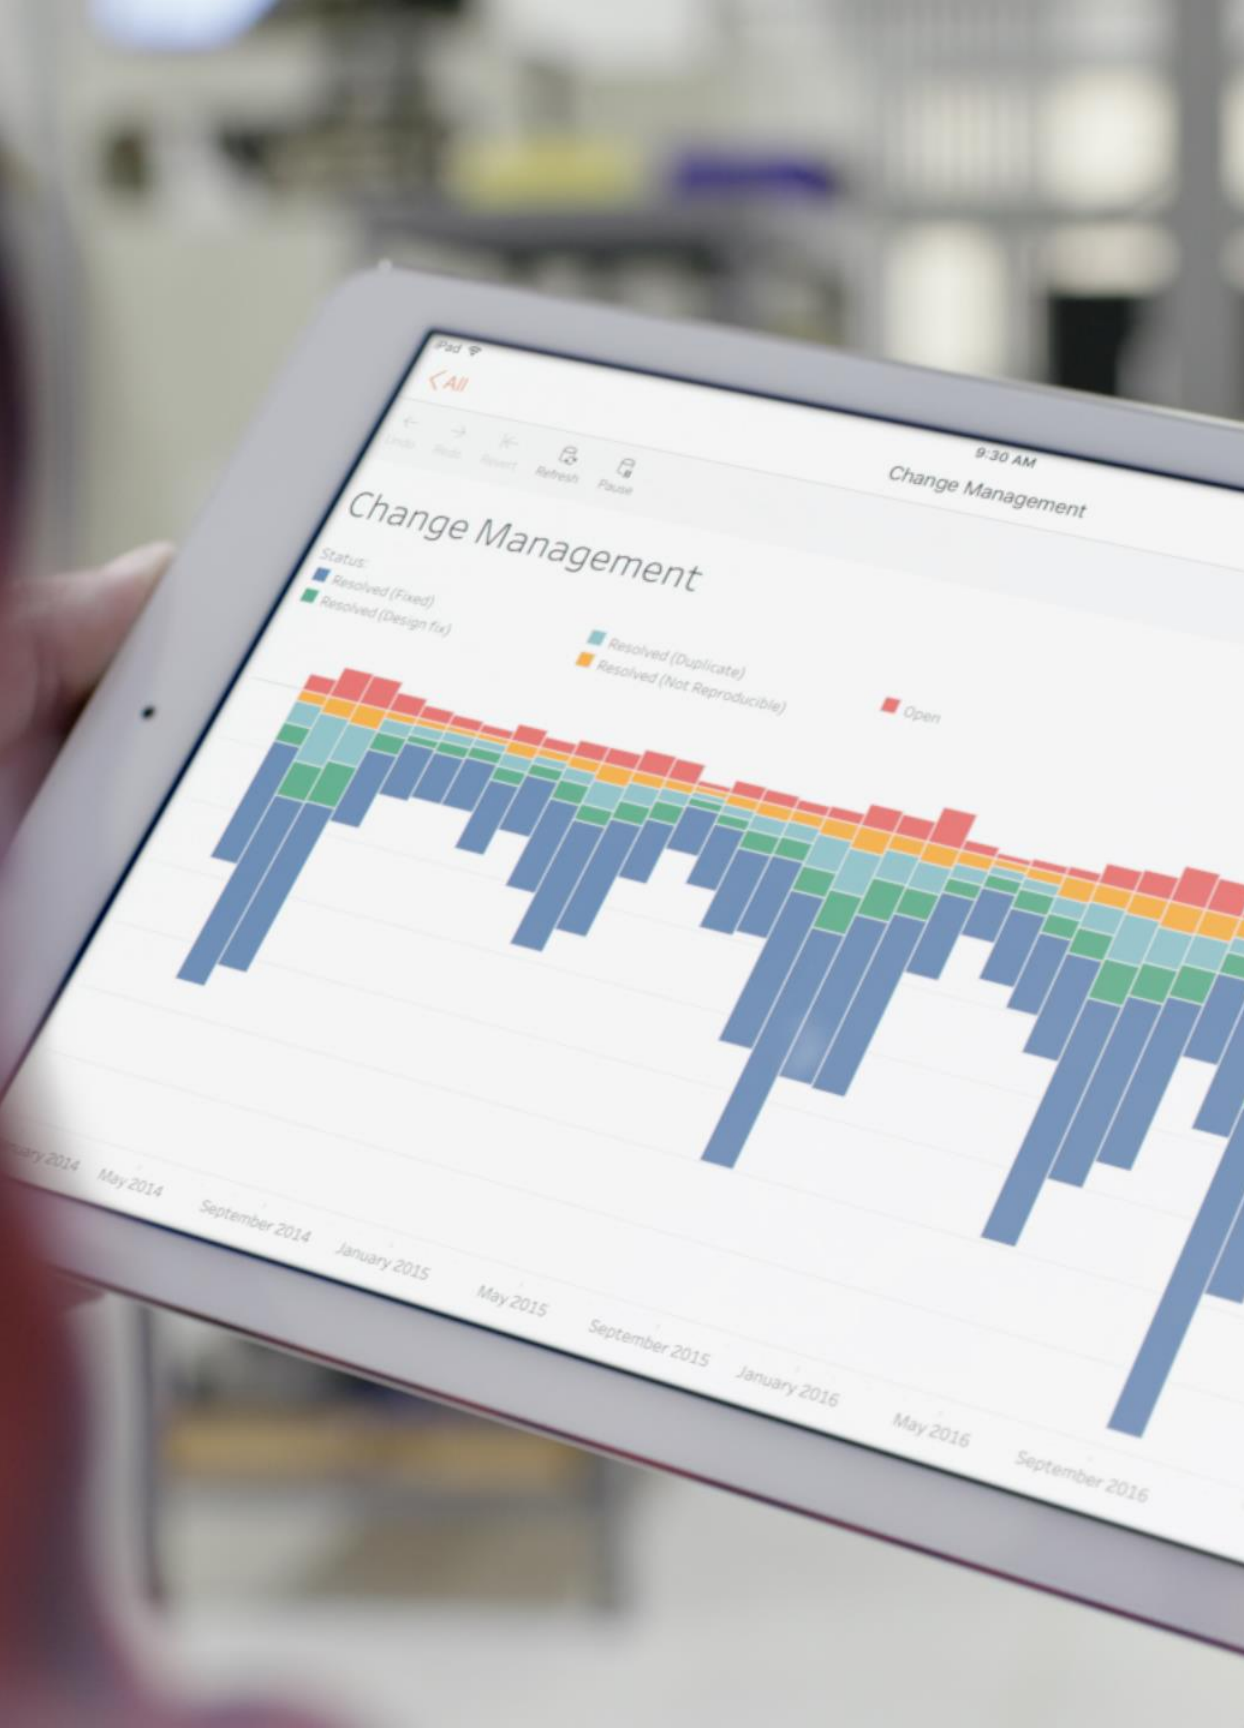 iPad
9:30 AM
All
Change Management
Undo Redo Revert Refresh Pause
Change Management
Status:
Resolved (Fixed)
Resolved (Design fix)
Resolved (Duplicate)
Resolved (Not Reproducible)
Open
2014 May 2014 September 2014 January 2015 May 2015 September 2015 January 2016 May 2016 September 2016